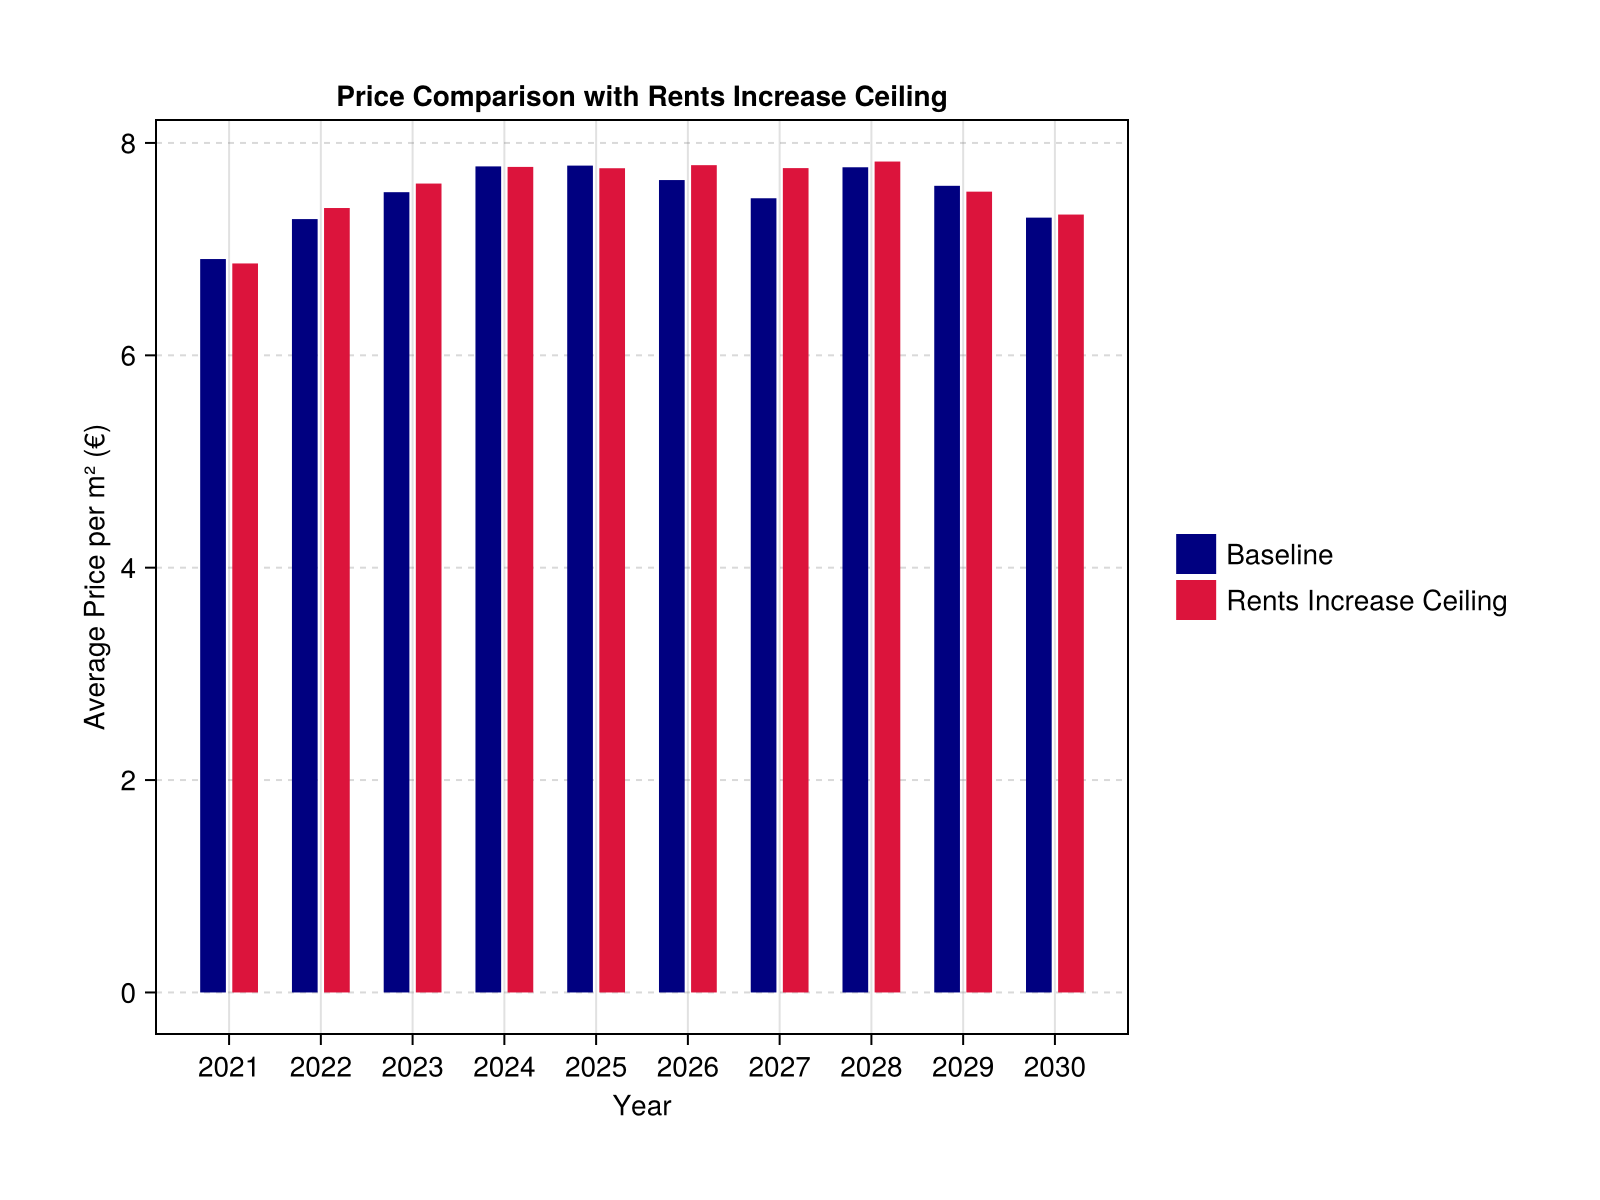 Price Comparison with Rents Increase Ceiling
Average Price per m² (€)
8
6
4
2
0
2021 2022 2023 2024 2025 2026 2027 2028 2029 2030
Year
Baseline
Rents Increase Ceiling